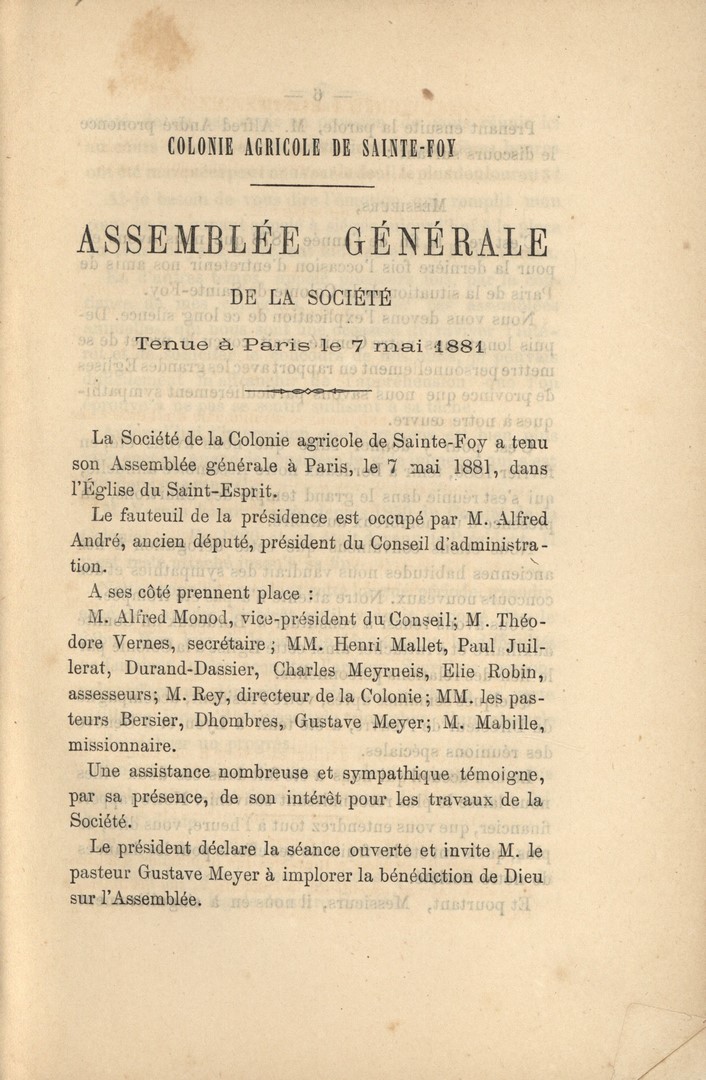 COLONIE AGRICOLE DE SAINTE-FOY
ASSEMBLÉE GÉNÉRALE
DE LA SOCIÉTÉ
Tenue à Paris le 7 mai 1881
La Société de la Colonie agricole de Sainte-Foy a tenu
son Assemblée générale à Paris, le 7 mai 1881, dans
l'Église du Saint-Esprit.
Le fauteuil de la présidence est occupé par M. Alfred
André, ancien député, président du Conseil d'administra-
tion.
A ses côté prennent place :
M. Alfred Monod, vice-président du Conseil; M. Théo-
dore Vernes, secrétaire; MM. Henri Mallet, Paul Juil-
lerat, Durand-Dassier, Charles Meyrueis, Elie Robin,
assesseurs; M. Rey, directeur de la Colonie; MM. les pas-
teurs Bersier, Dhombres, Gustave Meyer; M. Mabille,
missionnaire.
Une assistance nombreuse et sympathique témoigne,
par sa présence, de son intérêt pour les travaux de la
Société.
Le président déclare la séance ouverte et invite M. le
pasteur Gustave Meyer à implorer la bénédiction de Dieu
sur l'Assemblée.